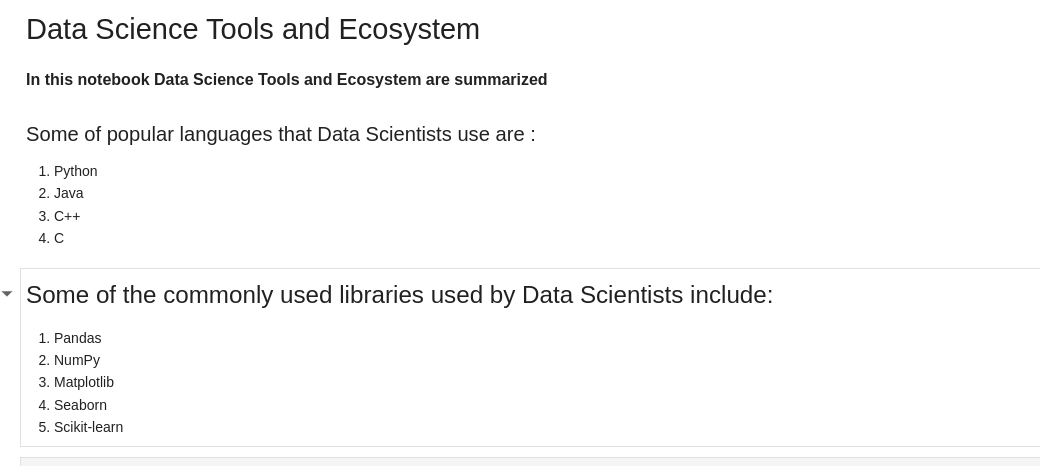 Data Science Tools and Ecosystem
In this notebook Data Science Tools and Ecosystem are summarized
Some of popular languages that Data Scientists use are :
1. Python
2. Java
3. C++
4. C
Some of the commonly used libraries used by Data Scientists include:
1. Pandas
2. NumPy
3. Matplotlib
4. Seaborn
5. Scikit-learn